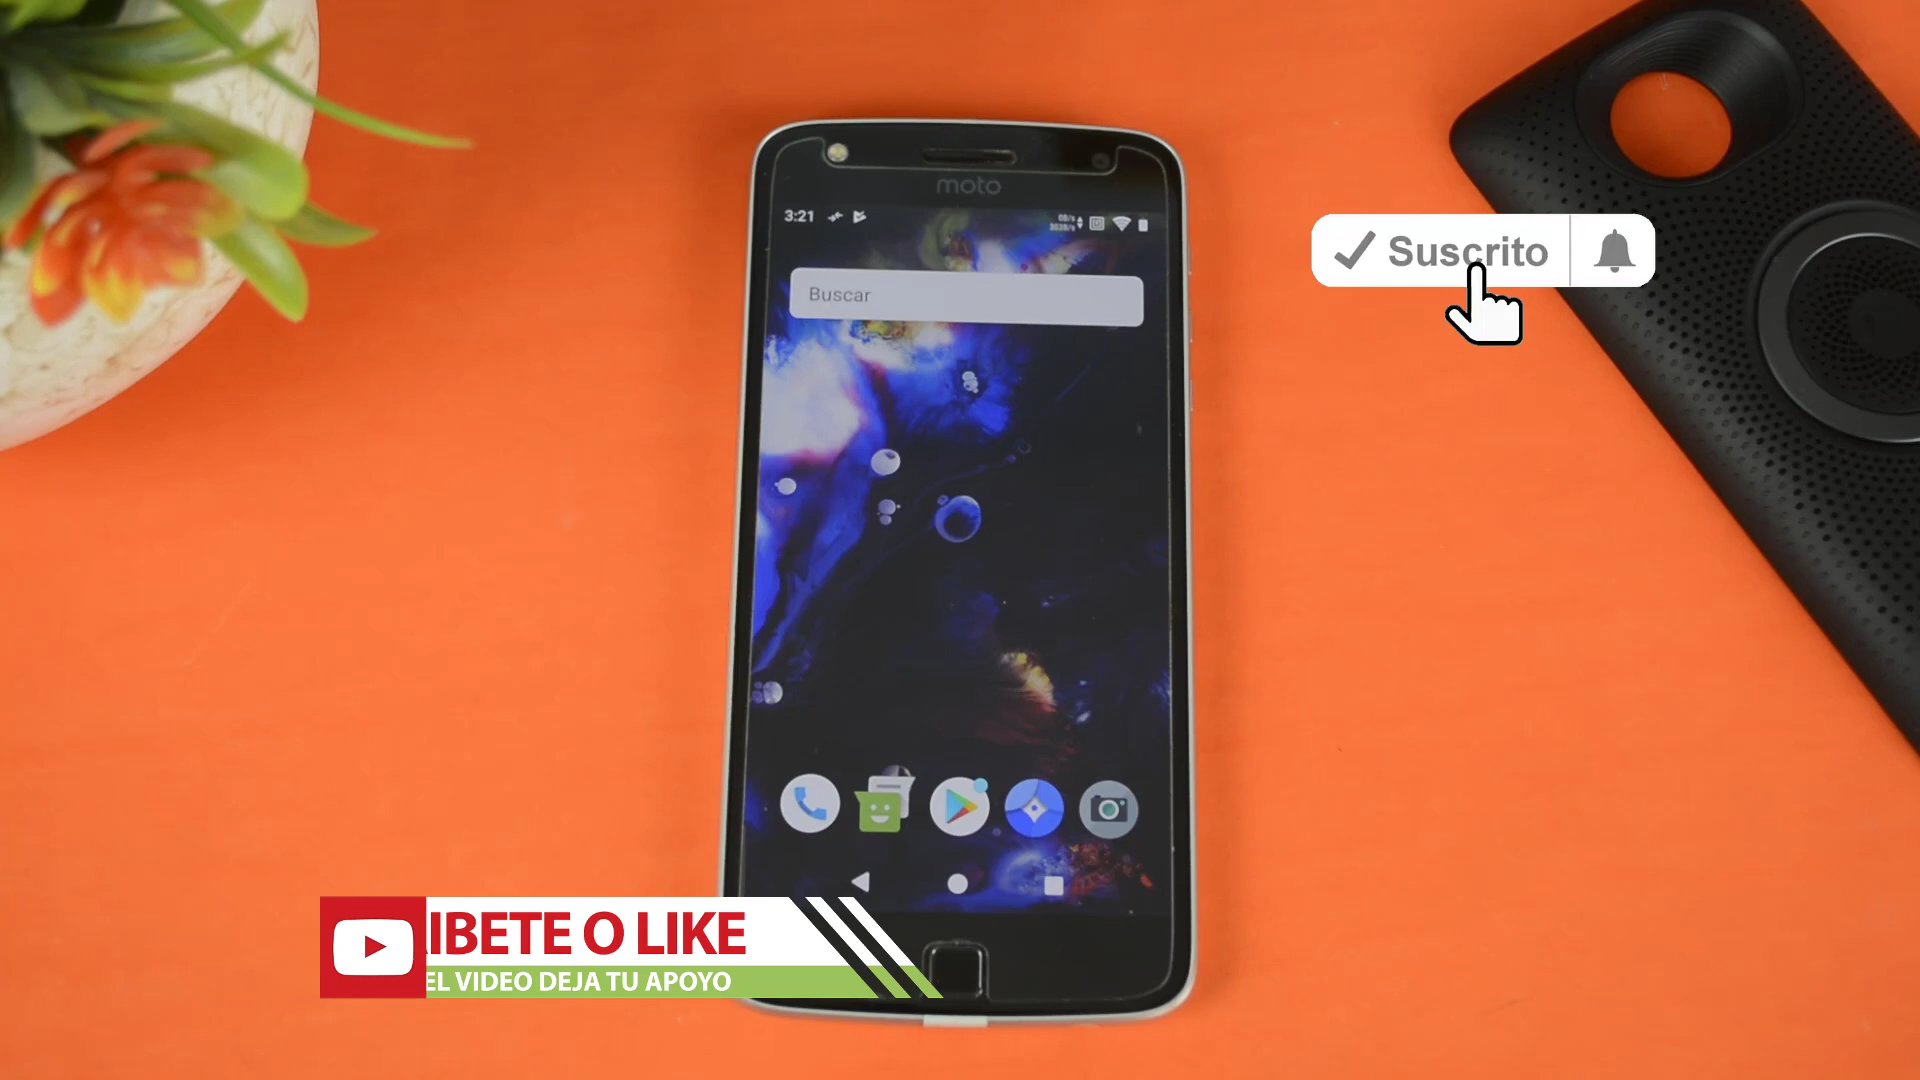 moto
3:21
Buscar
Suscrito
IBETE O LIKE
EL VIDEO DEJA TU APOYO